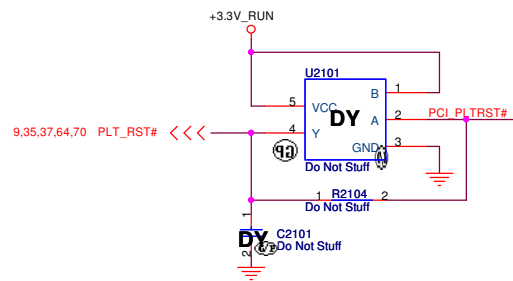 +3.3V_RUN
U2101
B 1
5 VCC
DY
A 2 PCI_PLTRST#
9,35,37,64,70 PLT_RST#
4 Y
GND 3
Do Not Stuff
1 R2104 2
Do Not Stuff
1
C2101
DY
Do Not Stuff
2